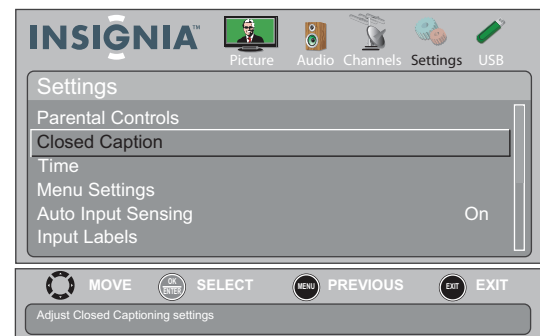 INSIGNIA™
Picture Audio Channels Settings USB
Settings
Parental Controls
Closed Caption
Time
Menu Settings
Auto Input Sensing On
Input Labels
MOVE OK ENTER SELECT MENU PREVIOUS EXIT EXIT
Adjust Closed Captioning settings